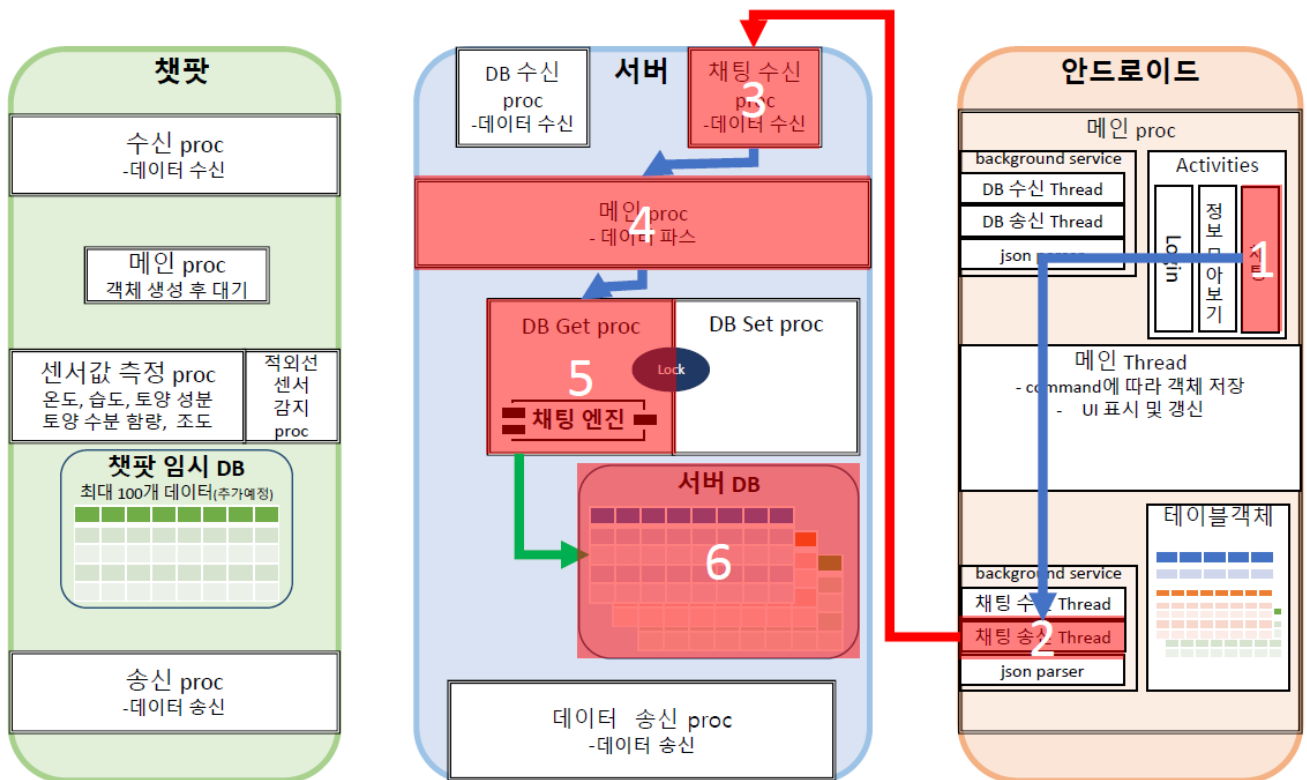 챗팟
수신 proc
-데이터 수신
메인 proc
객체 생성 후 대기
센서값 측정 proc
온도, 습도, 토양 성분
토양 수분 함량, 조도
적외선
센서
감지
proc
챗팟 임시 DB
최대 100개 데이터(추가예정)
송신 proc
-데이터 송신
서버
DB 수신
proc
-데이터 수신
채팅 수신
proc
-데이터 수신
3
메인 proc
- 데이터 파스
4
DB Get proc
5
채팅 엔진
Lock
DB Set proc
서버 DB
6
데이터 송신 proc
-데이터 송신
안드로이드
메인 proc
background service
DB 수신 Thread
DB 송신 Thread
json parser
Activities
Login
정보모아보기
채팅
1
메인 Thread
- command에 따라 객체 저장
- UI 표시 및 갱신
테이블객체
background service
채팅 수신 Thread
채팅 송신 Thread
2
json parser